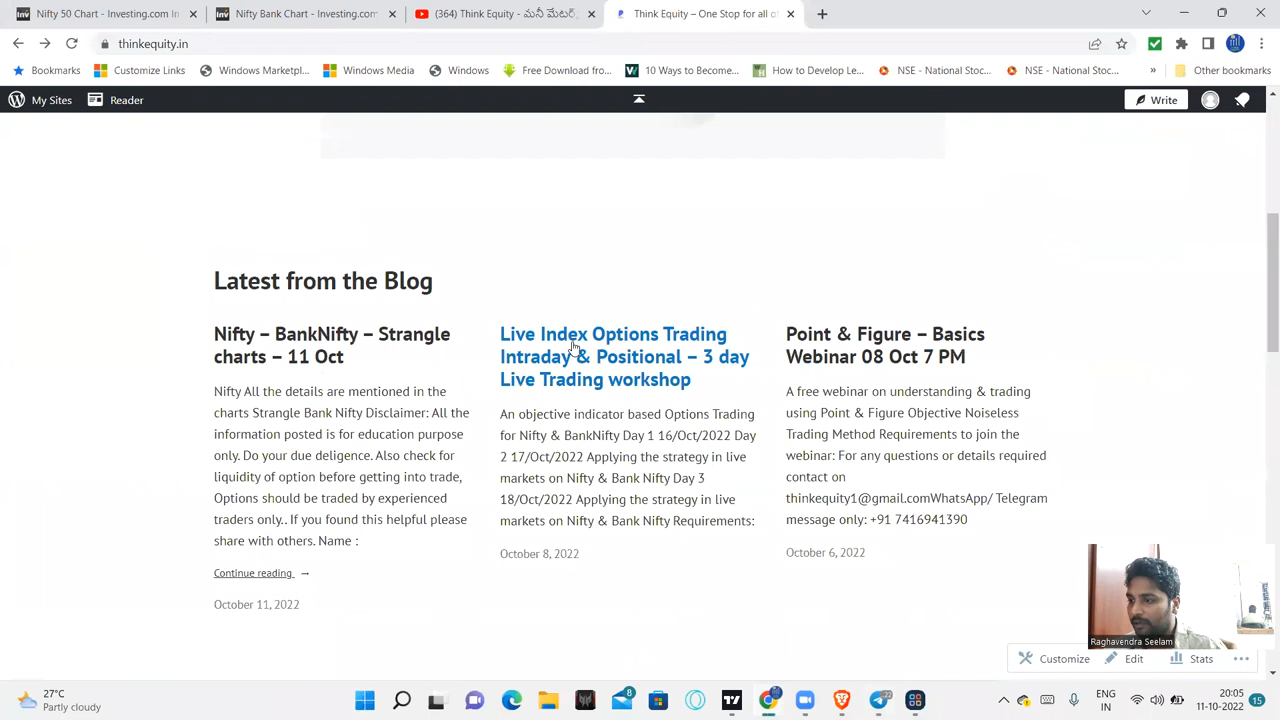 Nifty 50 Chart - Investing.com In
Nifty Bank Chart - Investing.com
(364) Think Equity - మనీ మేటర్
Think Equity – One Stop for all o
thinkequity.in
Bookmarks
Customize Links
Windows Marketpl...
Windows Media
Windows
Free Download fro...
10 Ways to Become...
How to Develop Le...
NSE - National Stoc...
NSE - National Stoc...
Other bookmarks
My Sites
Reader
Write
Latest from the Blog
Nifty – BankNifty – Strangle
charts – 11 Oct
Nifty All the details are mentioned in the
charts Strangle Bank Nifty Disclaimer: All the
information posted is for education purpose
only. Do your due deligence. Also check for
liquidity of option before getting into trade,
Options should be traded by experienced
traders only.. If you found this helpful please
share with others. Name :
Continue reading →
October 11, 2022
Live Index Options Trading
Intraday & Positional – 3 day
Live Trading workshop
An objective indicator based Options Trading
for Nifty & BankNifty Day 1 16/Oct/2022 Day
2 17/Oct/2022 Applying the strategy in live
markets on Nifty & Bank Nifty Day 3
18/Oct/2022 Applying the strategy in live
markets on Nifty & Bank Nifty Requirements:
October 8, 2022
Point & Figure – Basics
Webinar 08 Oct 7 PM
A free webinar on understanding & trading
using Point & Figure Objective Noiseless
Trading Method Requirements to join the
webinar: For any questions or details required
contact on
thinkequity1@gmail.comWhatsApp/ Telegram
message only: +91 7416941390
October 6, 2022
Raghavendra Seelam
Customize
Edit
Stats
27°C
Partly cloudy
8
22
ENG
IN
20:05
11-10-2022
15